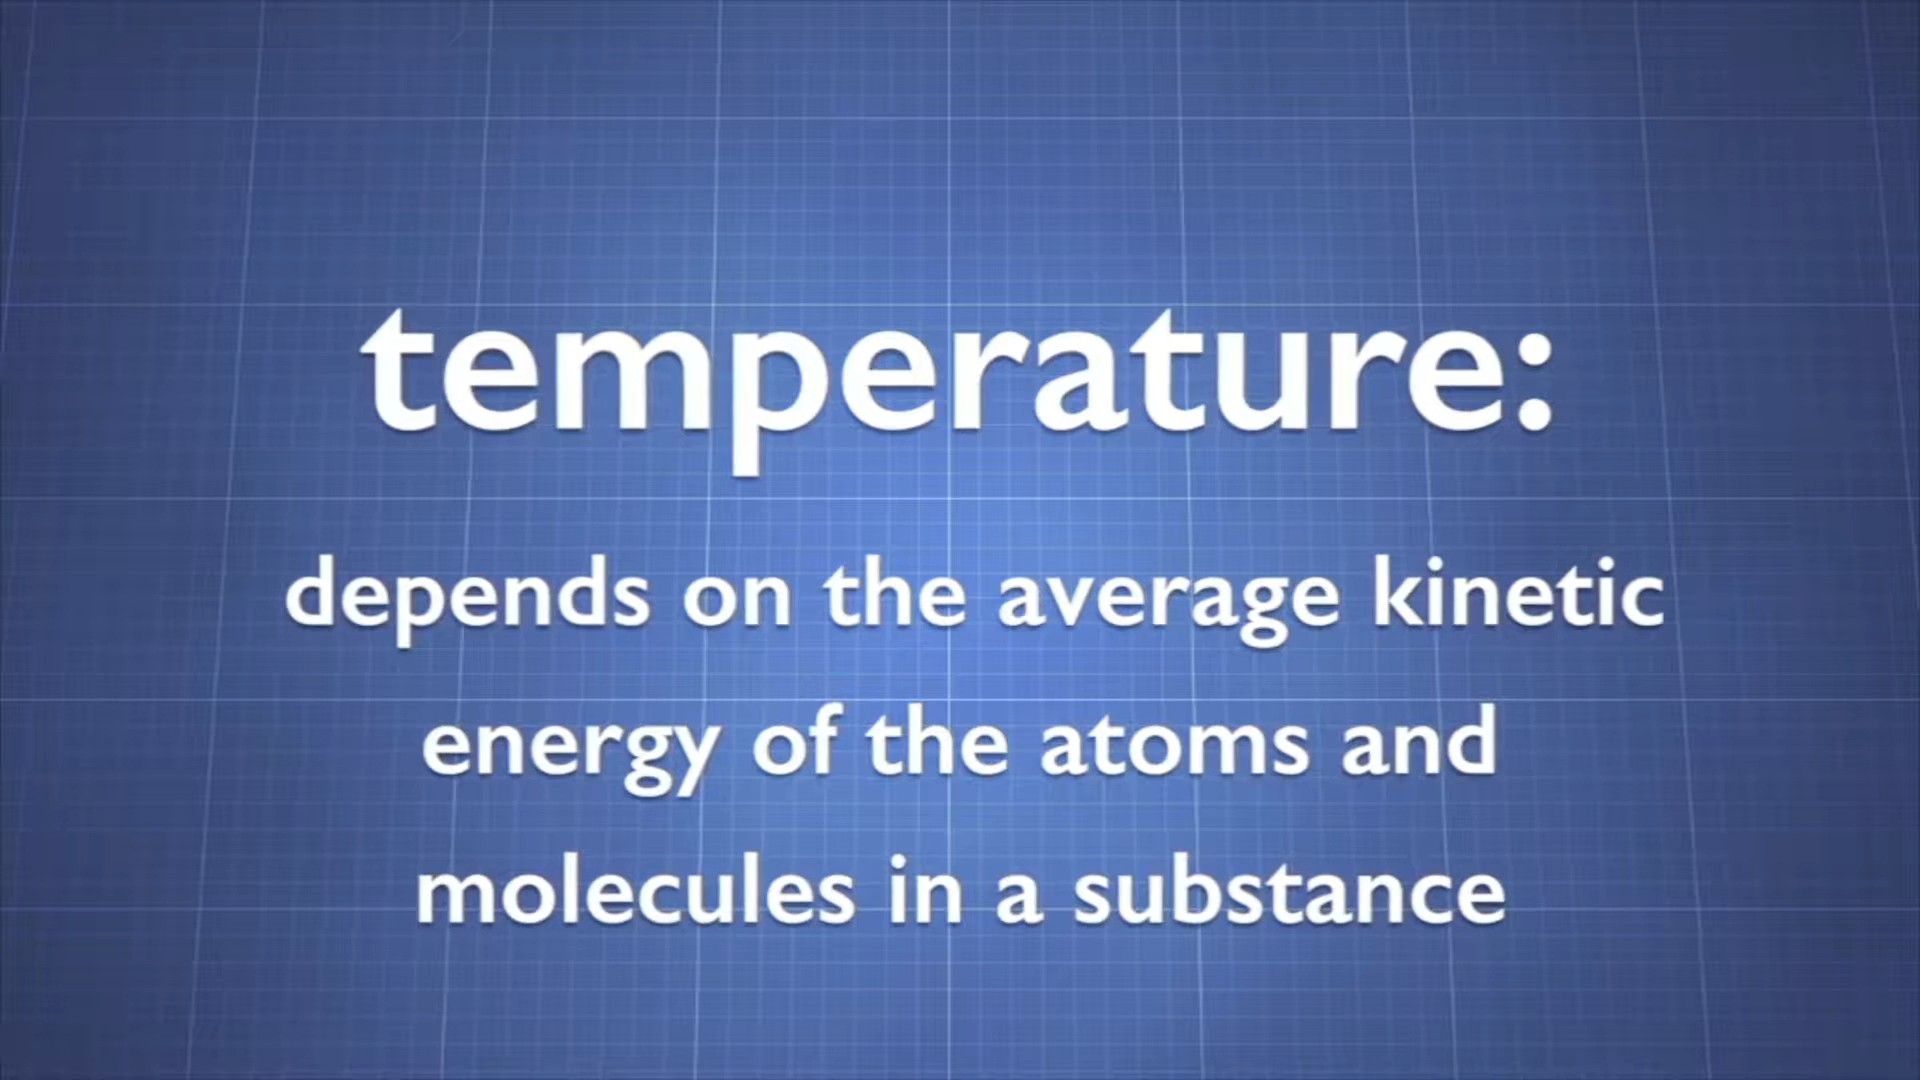 temperature:
depends on the average kinetic
energy of the atoms and
molecules in a substance